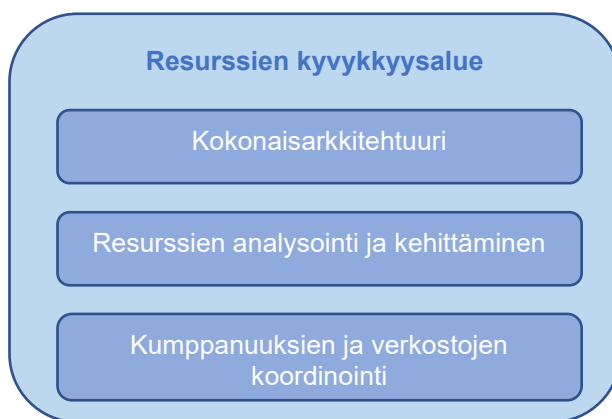 Resurssien kyvykkyysalue
Kokonaisarkkitehtuuri
Resurssien analysointi ja kehittäminen
Kumppanuuksien ja verkostojen
koordinointi